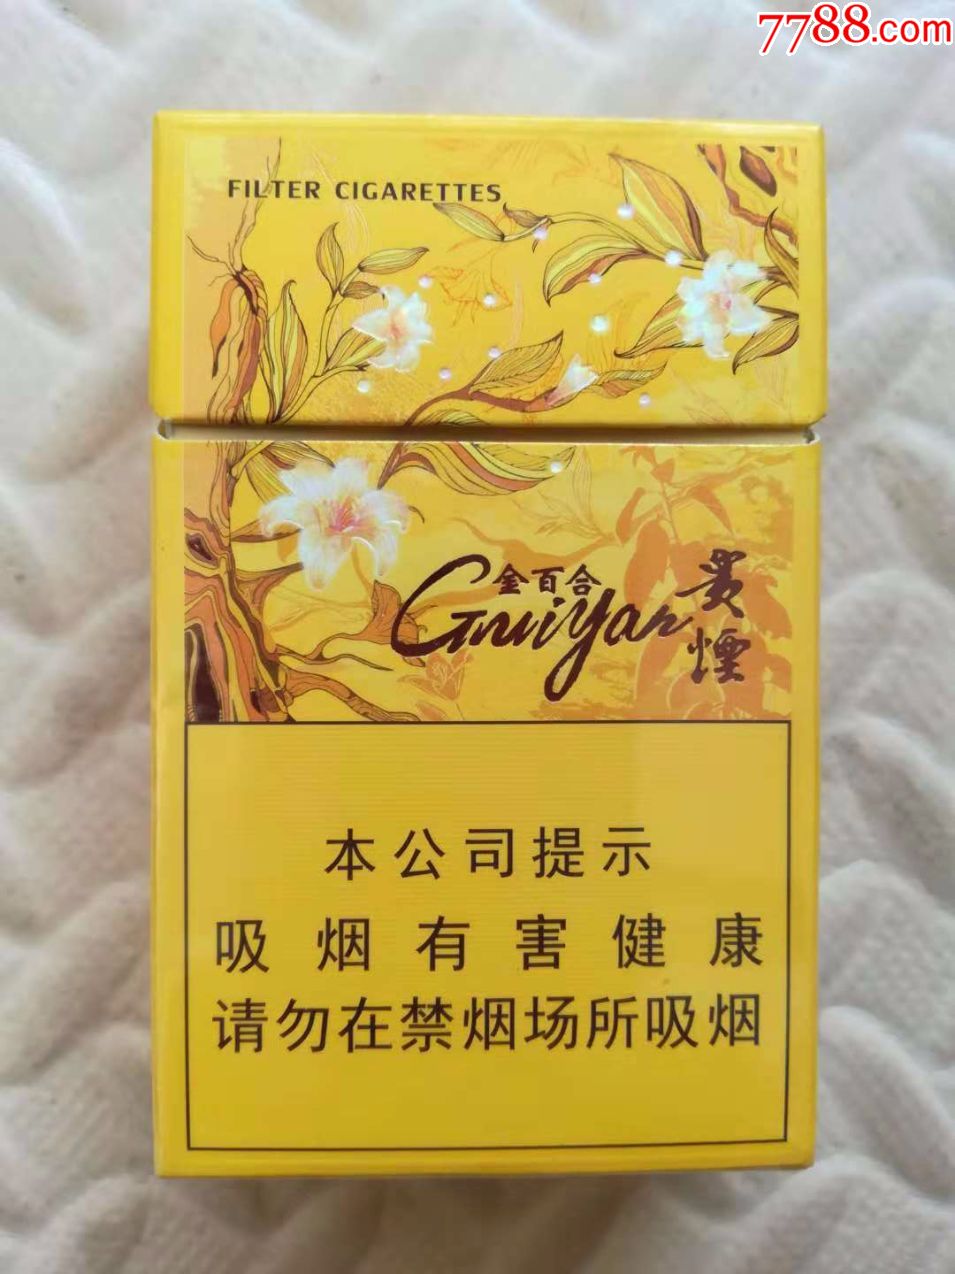 7788.com
FILTER CIGARETTES
金百合
GuiYan
贵烟
本公司提示
吸烟有害健康
请勿在禁烟场所吸烟